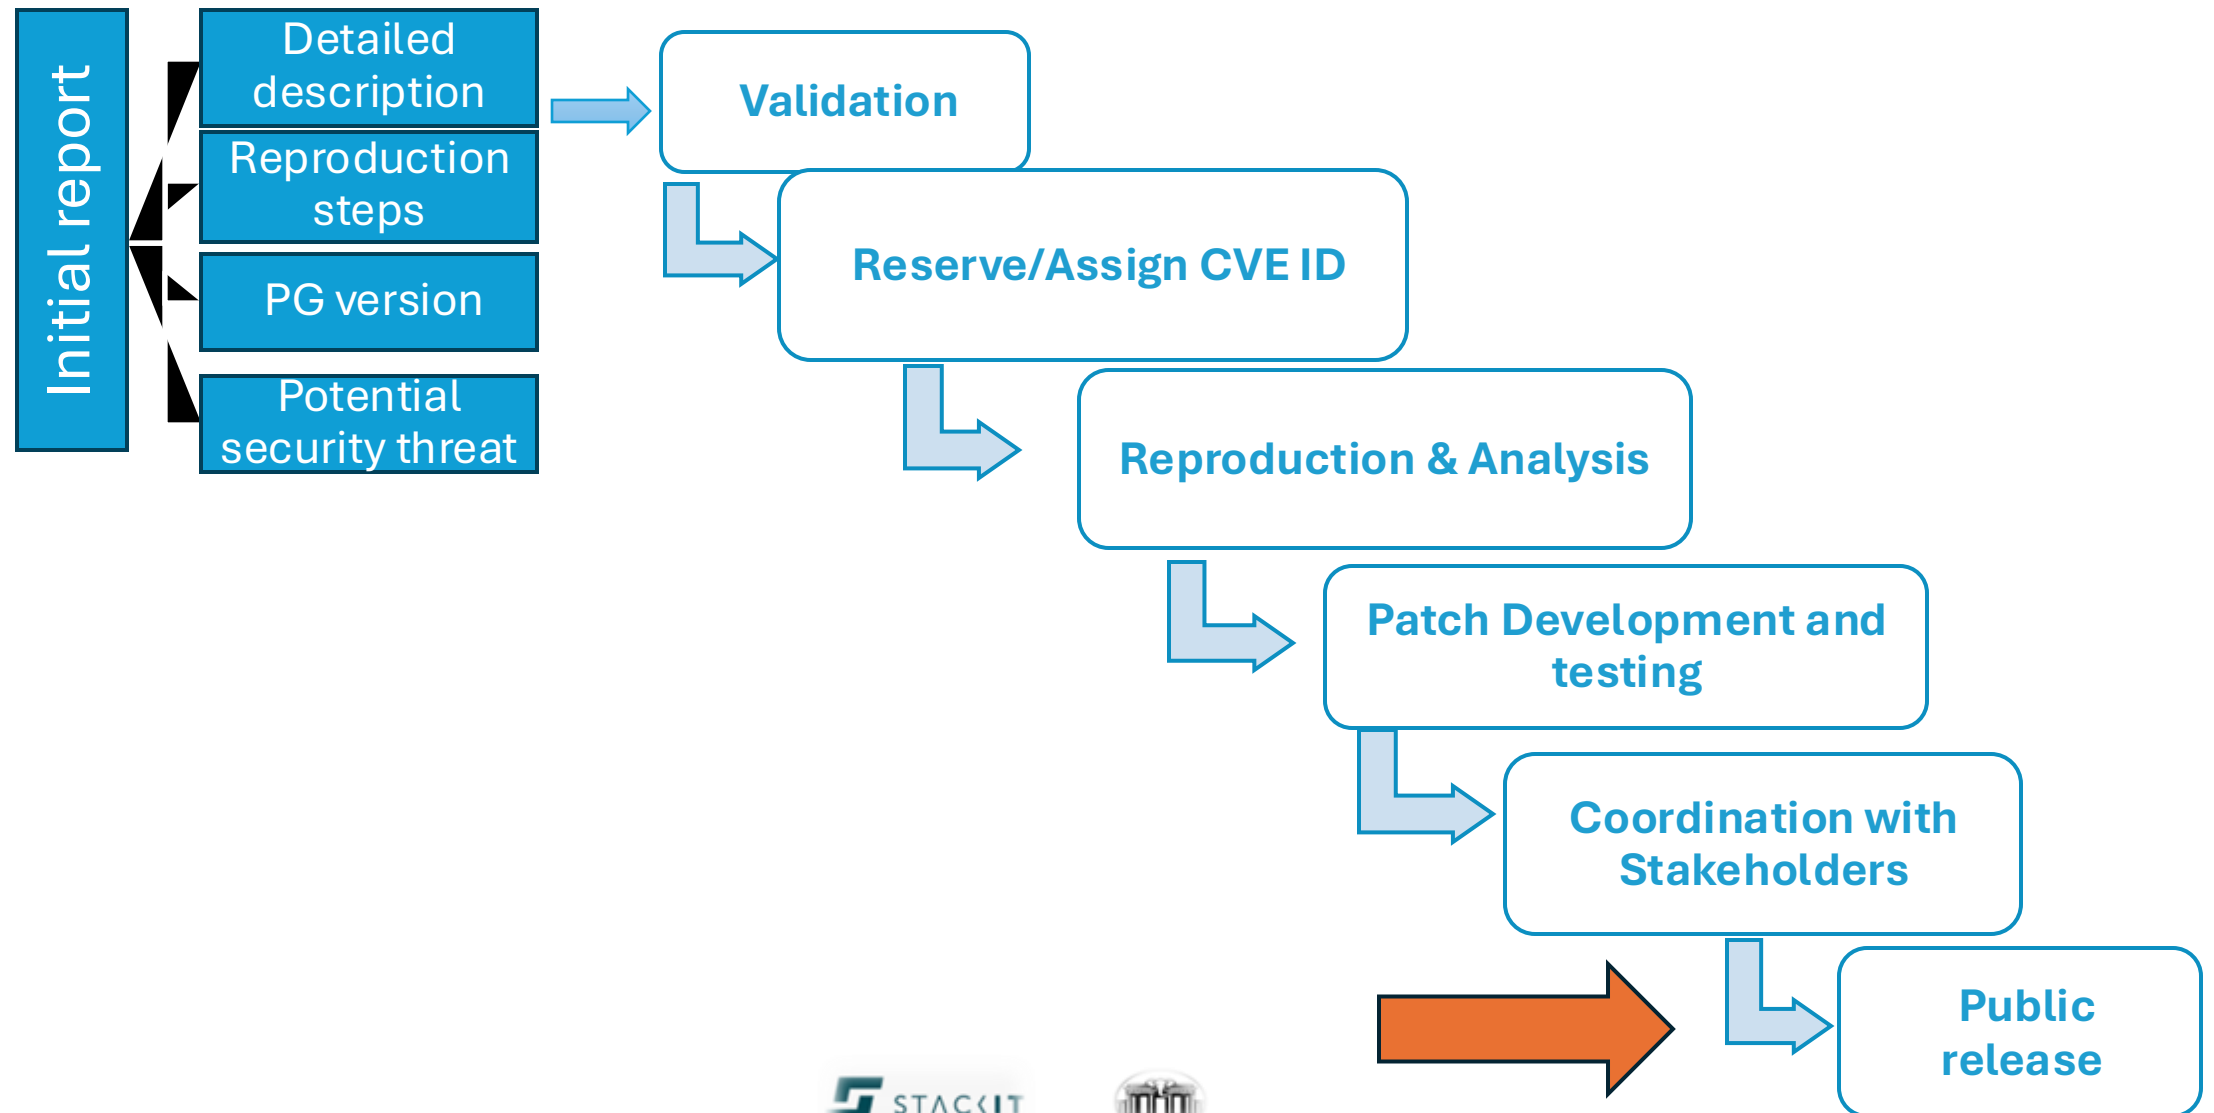 Initial report
Detailed
description
Reproduction
steps
PG version
Potential
security threat
Validation
Reserve/Assign CVE ID
Reproduction & Analysis
Patch Development and
testing
Coordination with
Stakeholders
Public
release
STACKIT